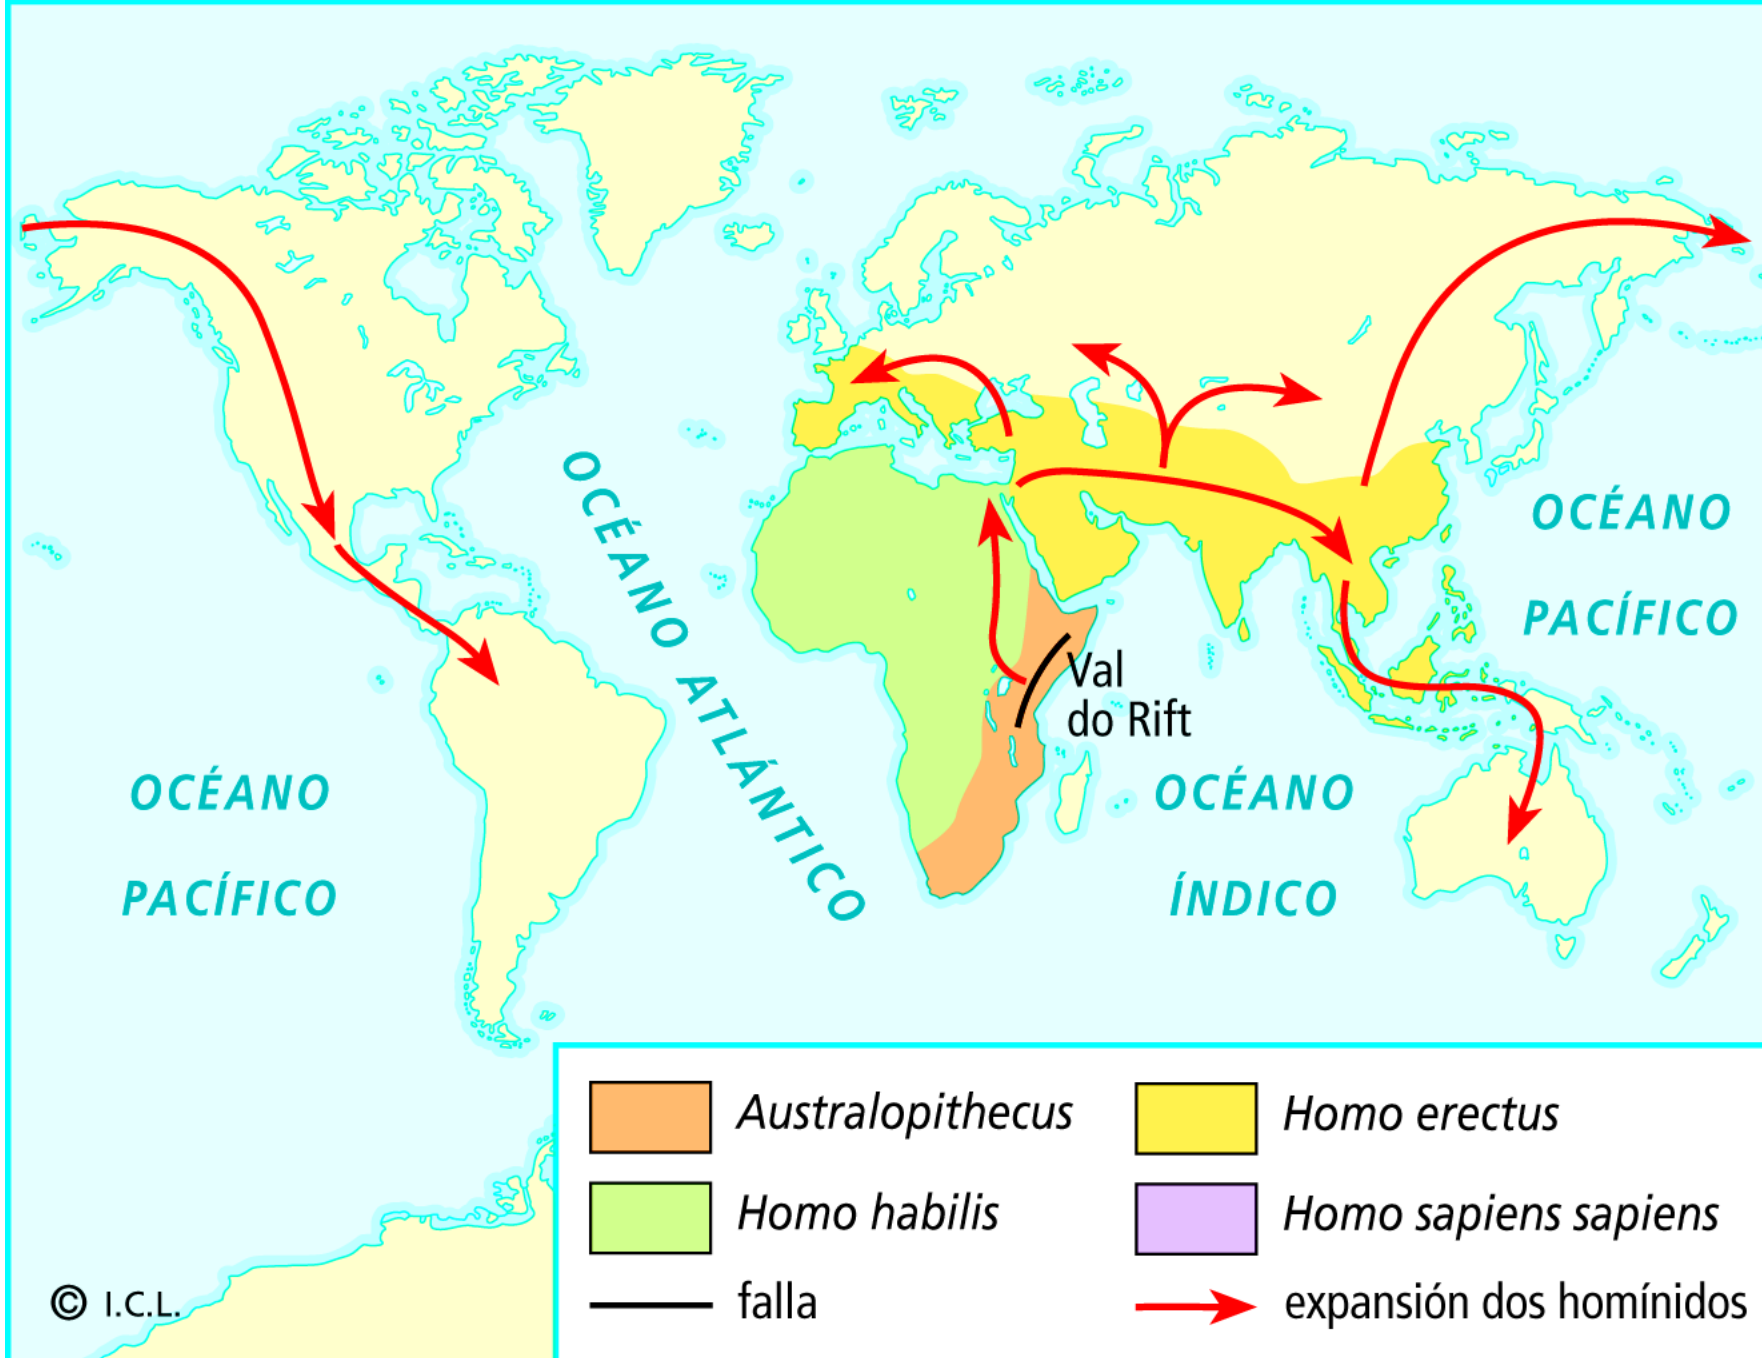 OCÉANO ATLÁNTICO
OCÉANO
PACÍFICO
Val
do Rift
OCÉANO
PACÍFICO
OCÉANO
ÍNDICO
Australopithecus
Homo erectus
Homo habilis
Homo sapiens sapiens
falla
expansión dos homínidos
© I.C.L.